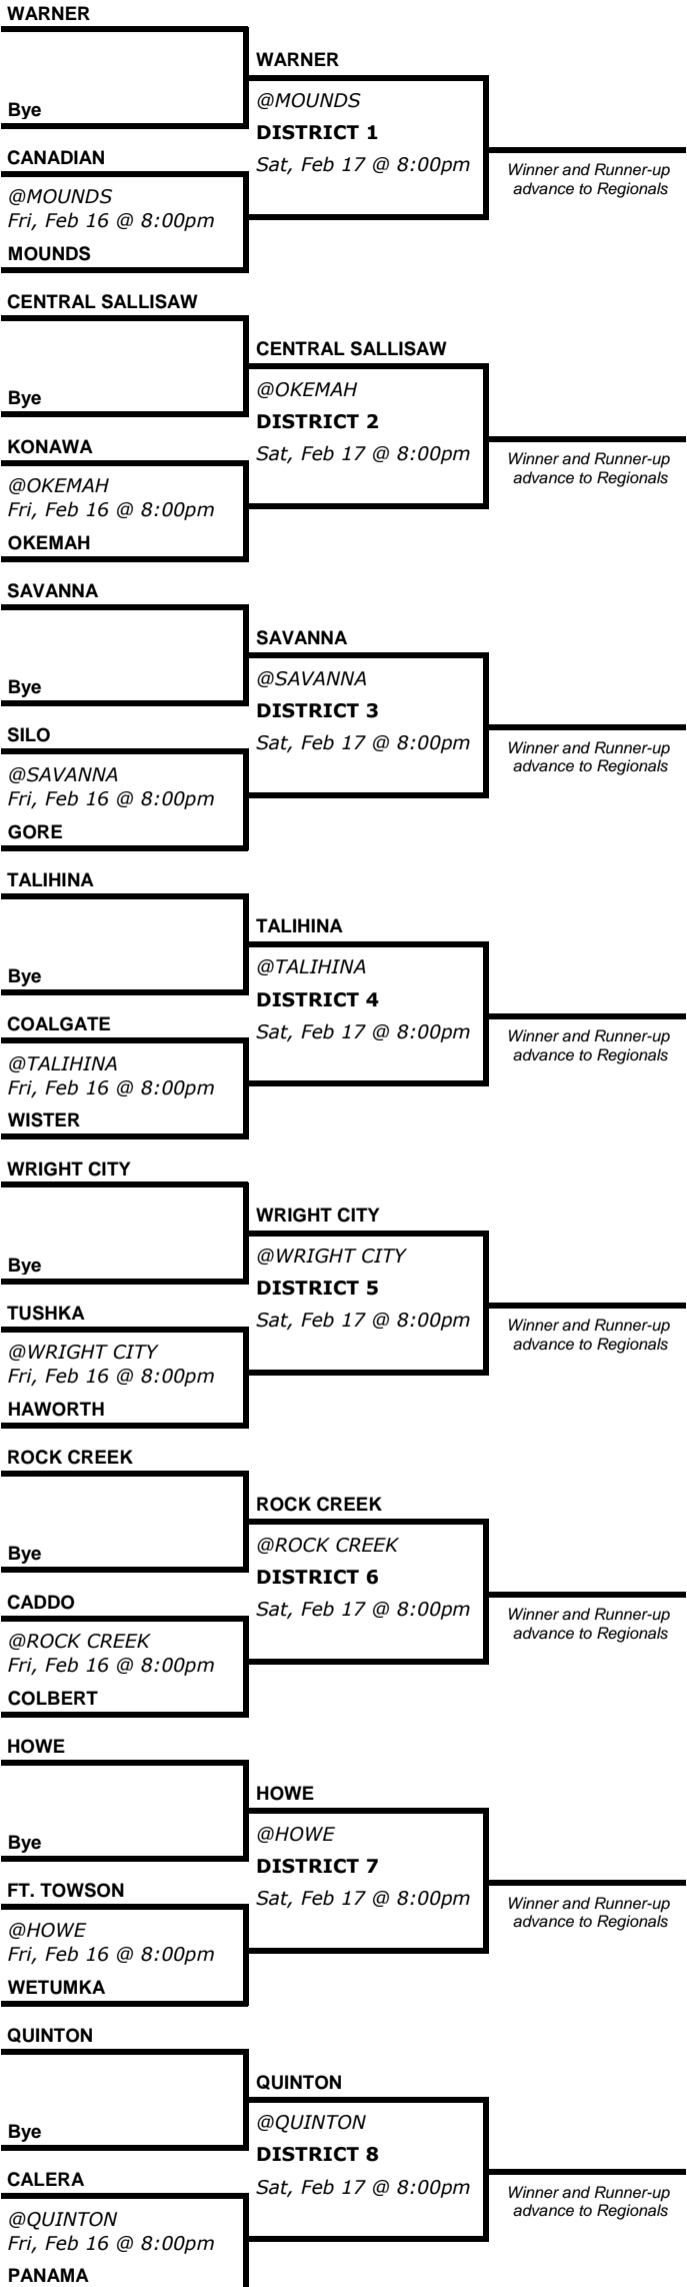 WARNER
WARNER
@MOUNDS
Bye
DISTRICT 1
CANADIAN
Sat, Feb 17 @ 8:00pm
Winner and Runner-up
advance to Regionals
@MOUNDS
Fri, Feb 16 @ 8:00pm
MOUNDS
CENTRAL SALLISAW
CENTRAL SALLISAW
@OKEMAH
Bye
DISTRICT 2
KONAWA
Sat, Feb 17 @ 8:00pm
Winner and Runner-up
advance to Regionals
@OKEMAH
Fri, Feb 16 @ 8:00pm
OKEMAH
SAVANNA
SAVANNA
@SAVANNA
Bye
DISTRICT 3
SILO
Sat, Feb 17 @ 8:00pm
Winner and Runner-up
advance to Regionals
@SAVANNA
Fri, Feb 16 @ 8:00pm
GORE
TALIHINA
TALIHINA
@TALIHINA
Bye
DISTRICT 4
COALGATE
Sat, Feb 17 @ 8:00pm
Winner and Runner-up
advance to Regionals
@TALIHINA
Fri, Feb 16 @ 8:00pm
WISTER
WRIGHT CITY
WRIGHT CITY
@WRIGHT CITY
Bye
DISTRICT 5
TUSHKA
Sat, Feb 17 @ 8:00pm
Winner and Runner-up
advance to Regionals
@WRIGHT CITY
Fri, Feb 16 @ 8:00pm
HAWORTH
ROCK CREEK
ROCK CREEK
@ROCK CREEK
Bye
DISTRICT 6
CADDO
Sat, Feb 17 @ 8:00pm
Winner and Runner-up
advance to Regionals
@ROCK CREEK
Fri, Feb 16 @ 8:00pm
COLBERT
HOWE
HOWE
@HOWE
Bye
DISTRICT 7
FT. TOWSON
Sat, Feb 17 @ 8:00pm
Winner and Runner-up
advance to Regionals
@HOWE
Fri, Feb 16 @ 8:00pm
WETUMKA
QUINTON
QUINTON
@QUINTON
Bye
DISTRICT 8
CALERA
Sat, Feb 17 @ 8:00pm
Winner and Runner-up
advance to Regionals
@QUINTON
Fri, Feb 16 @ 8:00pm
PANAMA